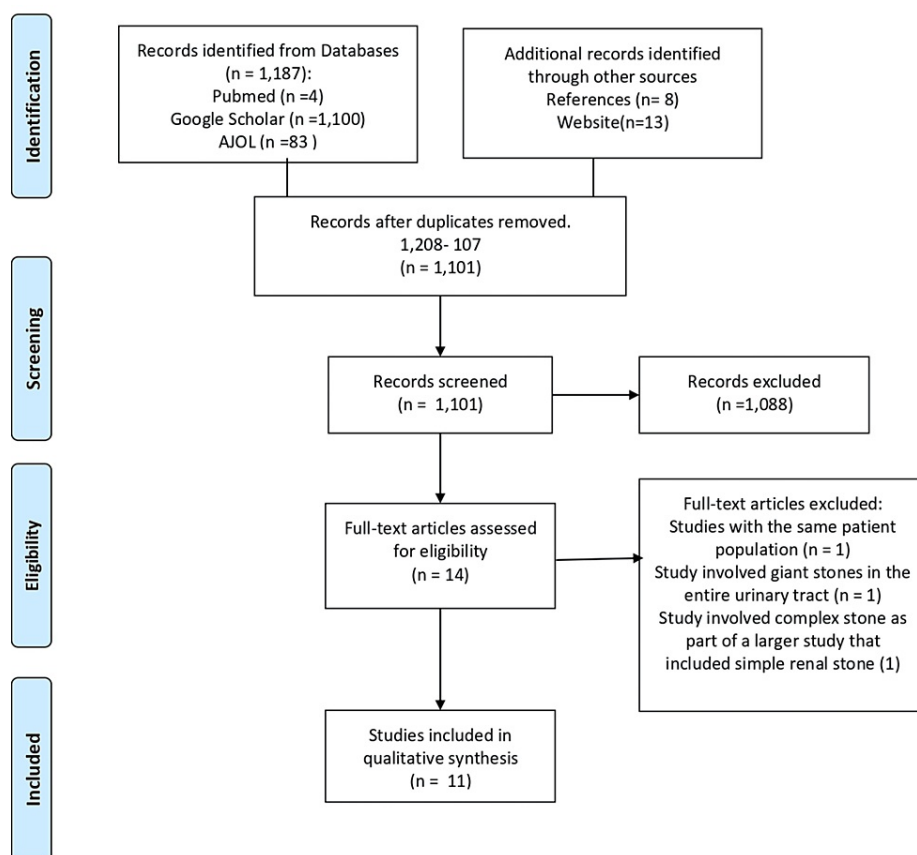 Identification
Records identified from Databases
(n = 1,187):
Pubmed (n =4)
Google Scholar (n =1,100)
AJOL (n =83 )
Additional records identified
through other sources
References (n= 8)
Website(n=13)
Records after duplicates removed.
1,208- 107
(n = 1,101)
Screening
Records screened
(n =  1,101)
Records excluded
(n =1,088)
Eligibility
Full-text articles assessed
for eligibility
(n = 14)
Full-text articles excluded:
Studies with the same patient
population (n = 1)
Study involved giant stones in the
entire urinary tract (n = 1)
Study involved complex stone as
part of a larger study that
included simple renal stone (1)
Included
Studies included in
qualitative synthesis
(n =  11)